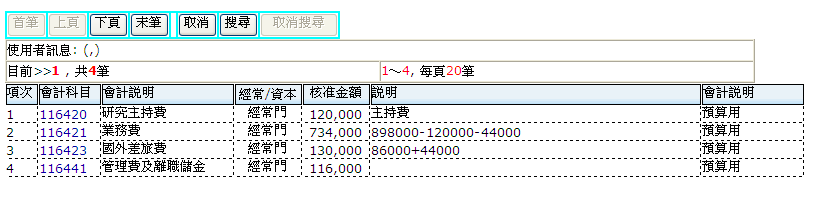 首筆 上頁 下頁 末筆 取消 搜尋 取消搜尋
使用者訊息: (,)
目前>>1 , 共4筆 1～4, 每頁20筆
項次 會計科目 會計説明 經常/資本 核准金額 説明 會計説明
1 116420 研究主持費 經常門 120,000 主持費 預算用
2 116421 業務費 經常門 734,000 898000-120000-44000 預算用
3 116423 國外差旅費 經常門 130,000 86000+44000 預算用
4 116441 管理費及離職儲金 經常門 116,000 預算用